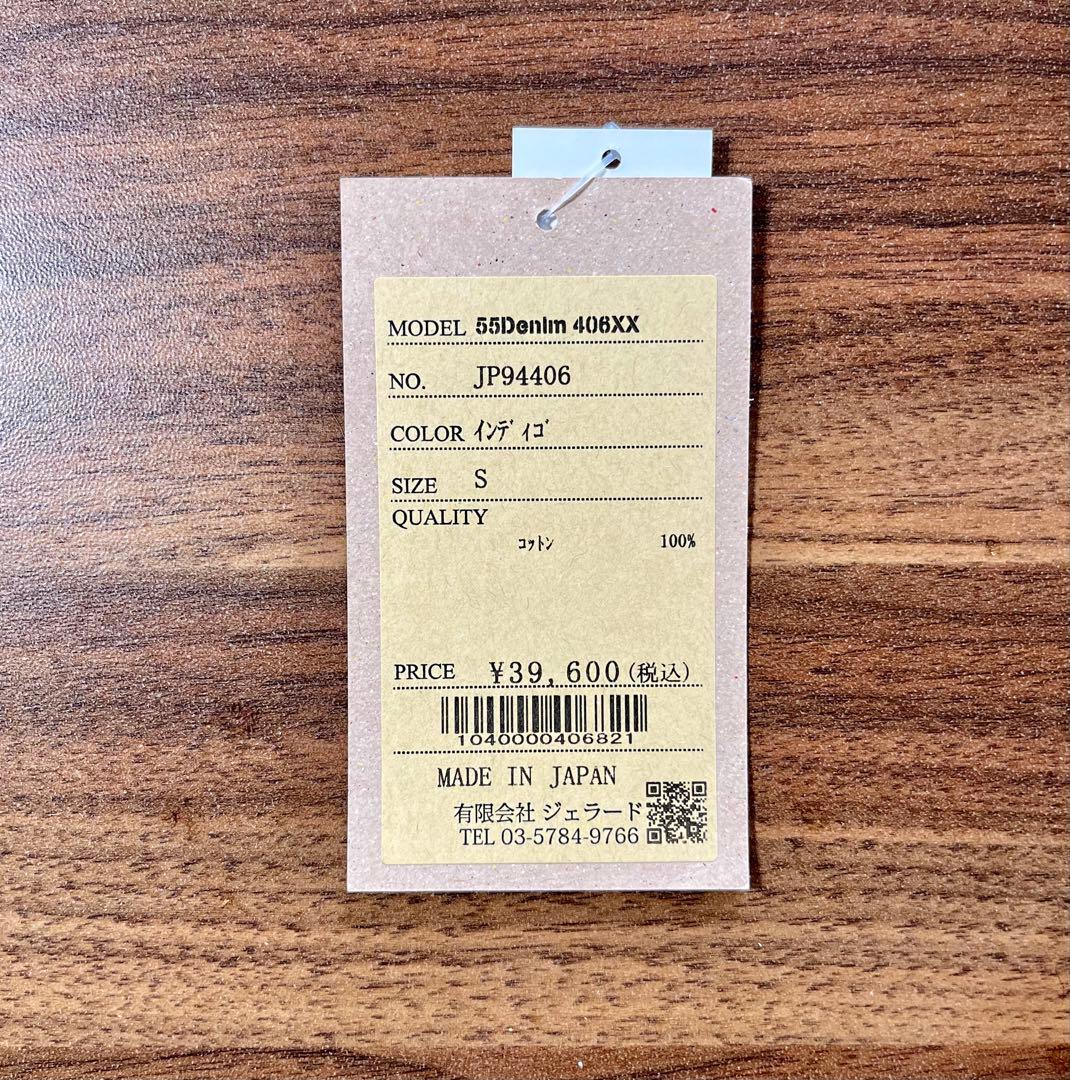 MODEL 55Denim 406XX
NO. JP94406
COLOR ｲﾝﾃﾞｨｺﾞ
SIZE S
QUALITY
ｺｯﾄﾝ 100%
PRICE ¥39,600(税込)
1040000406821
MADE IN JAPAN
有限会社 ジェラード
TEL 03-5784-9766